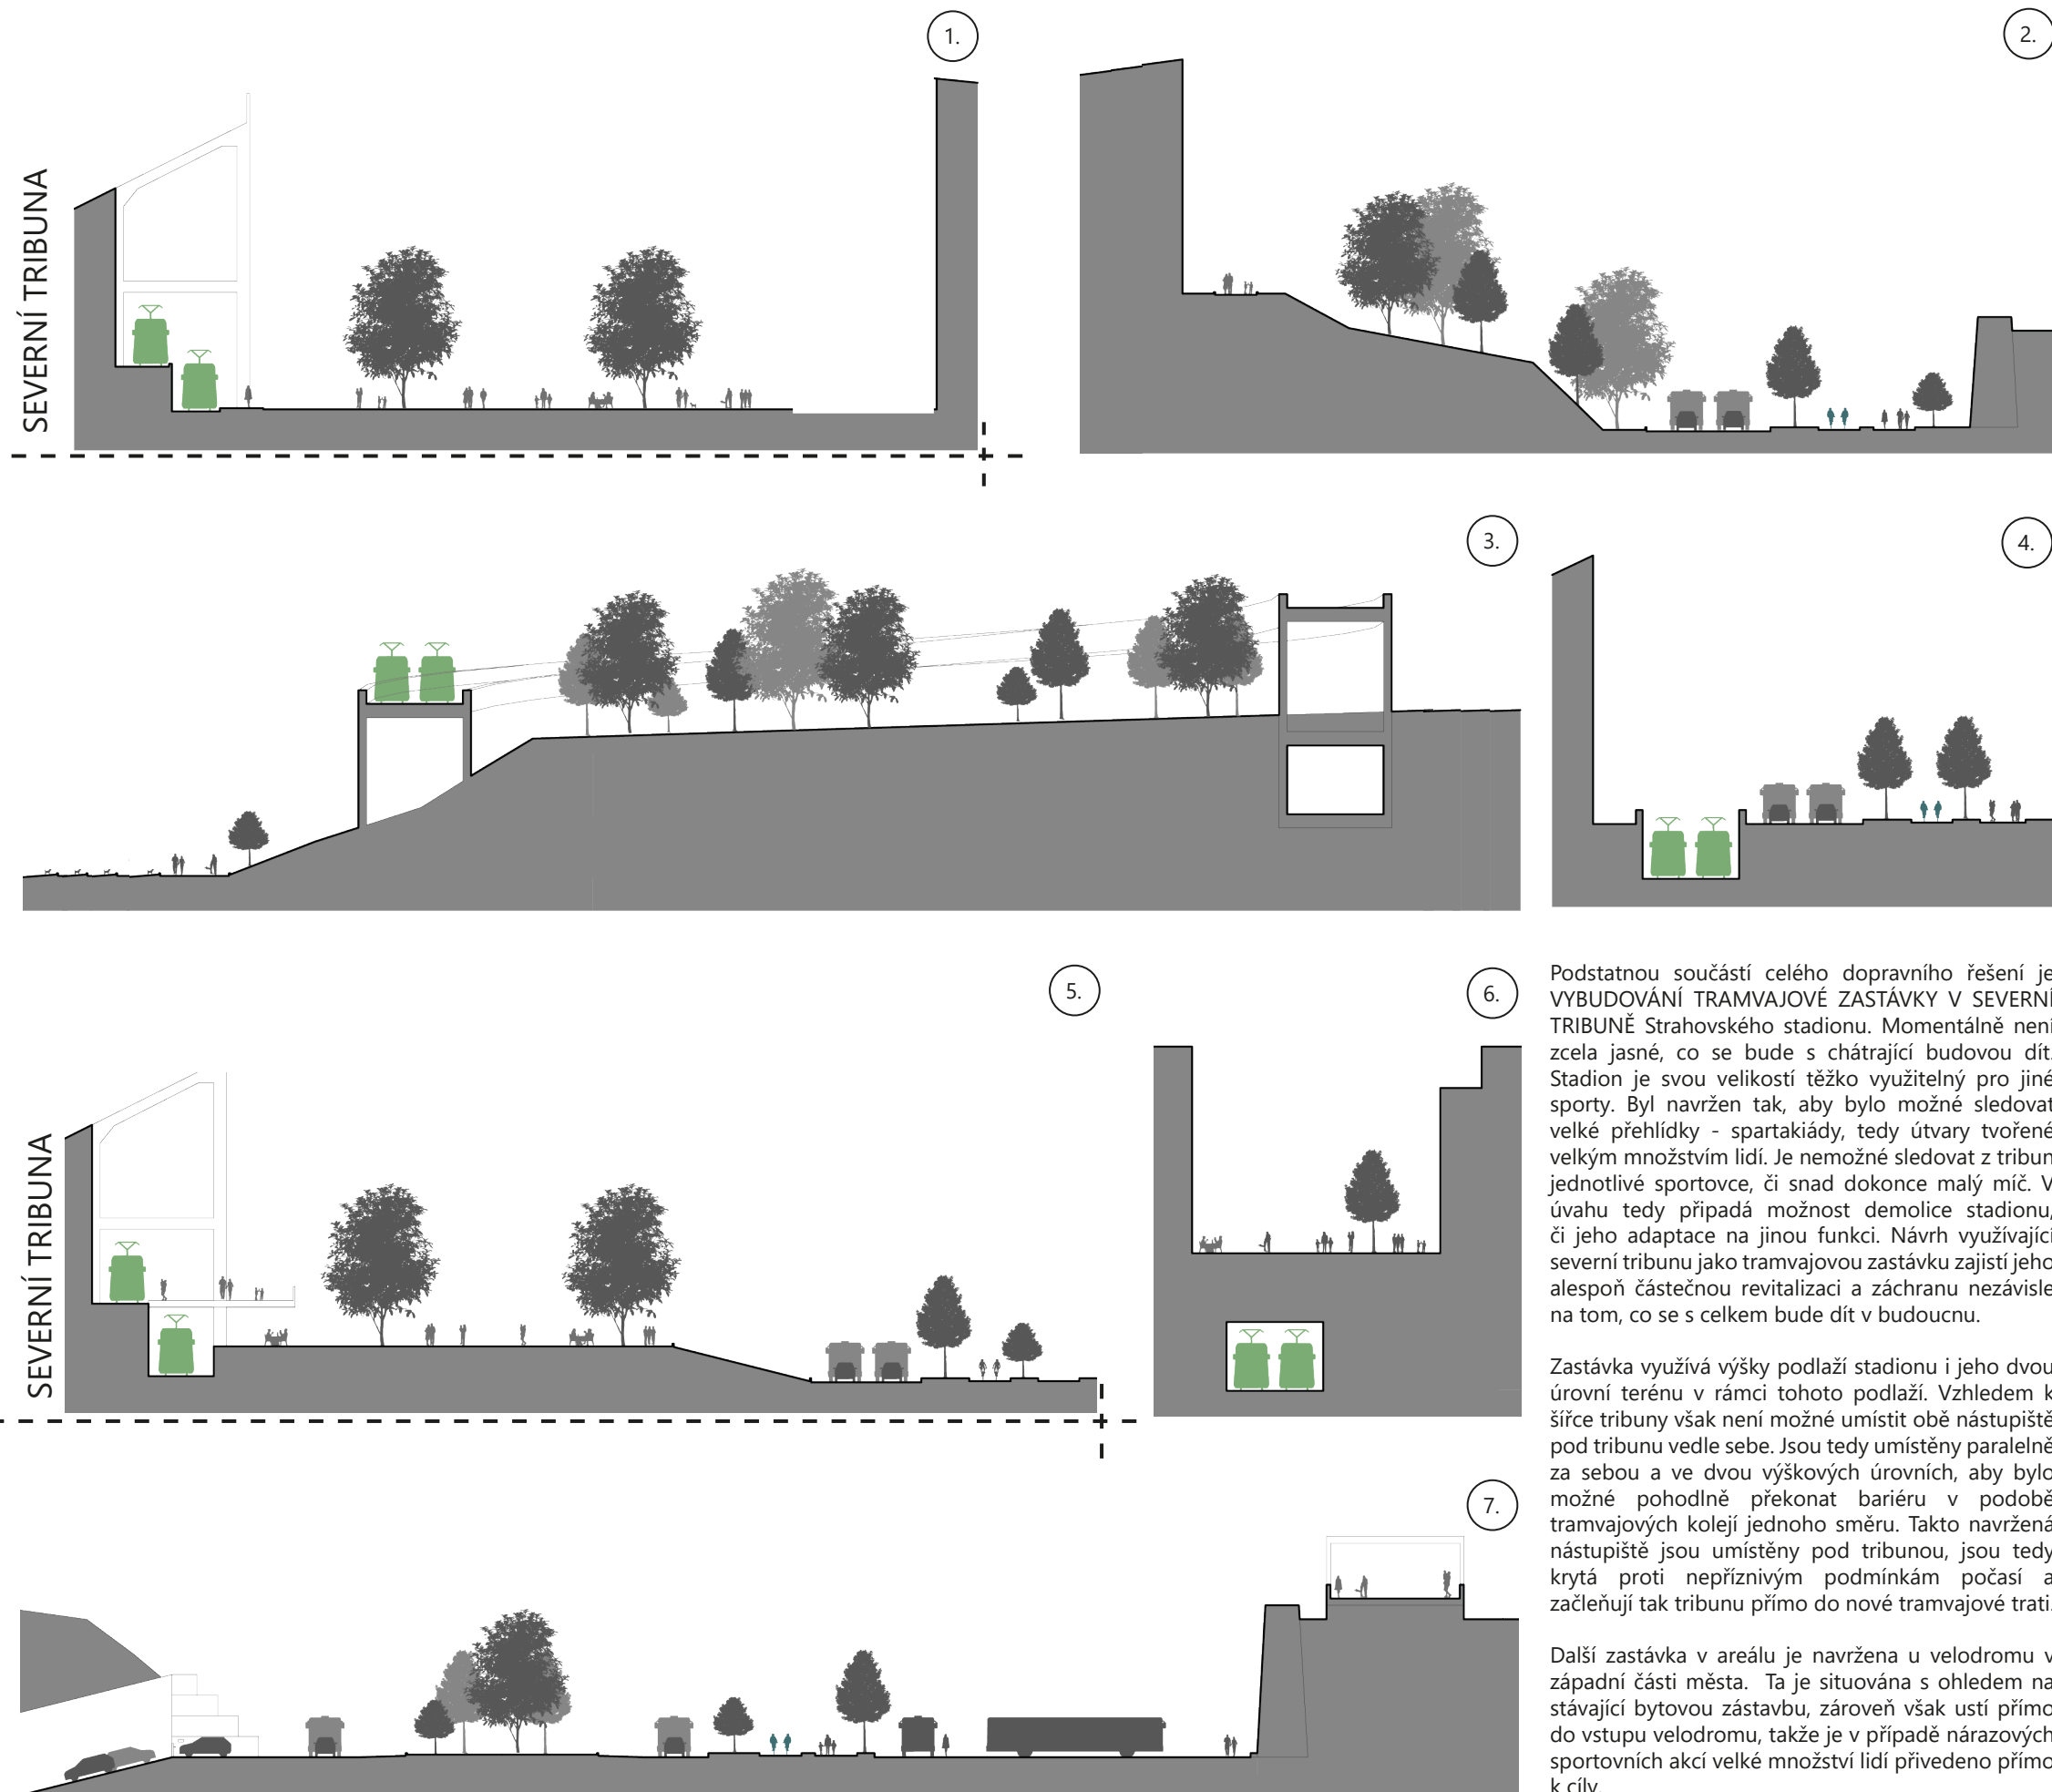 1.
2.
SEVERNÍ TRIBUNA
3.
4.
5.
6.
SEVERNÍ TRIBUNA
7.
Podstatnou součástí celého dopravního řešení je
VYBUDOVÁNÍ TRAMVAJOVÉ ZASTÁVKY V SEVERNÍ
TRIBUNĚ Strahovského stadionu. Momentálně není
zcela jasné, co se bude s chátrající budovou dít.
Stadion je svou velikostí těžko využitelný pro jiné
sporty. Byl navržen tak, aby bylo možné sledovat
velké přehlídky - spartakiády, tedy útvary tvořené
velkým množstvím lidí. Je nemožné sledovat z tribun
jednotlivé sportovce, či snad dokonce malý míč. V
úvahu tedy připadá možnost demolice stadionu,
či jeho adaptace na jinou funkci. Návrh využívající
severní tribunu jako tramvajovou zastávku zajistí jeho
alespoň částečnou revitalizaci a záchranu nezávisle
na tom, co se s celkem bude dít v budoucnu.
Zastávka využívá výšky podlaží stadionu i jeho dvou
úrovní terénu v rámci tohoto podlaží. Vzhledem k
šířce tribuny však není možné umístit obě nástupiště
pod tribunu vedle sebe. Jsou tedy umístěny paralelně
za sebou a ve dvou výškových úrovních, aby bylo
možné pohodlně překonat bariéru v podobě
tramvajových kolejí jednoho směru. Takto navržená
nástupiště jsou umístěny pod tribunou, jsou tedy
krytá proti nepříznivým podmínkám počasí a
začleňují tak tribunu přímo do nové tramvajové trati.
Další zastávka v areálu je navržena u velodromu v
západní části města. Ta je situována s ohledem na
stávající bytovou zástavbu, zároveň však ustí přímo
do vstupu velodromu, takže je v případě nárazových
sportovních akcí velké množství lidí přivedeno přímo
k cíly.